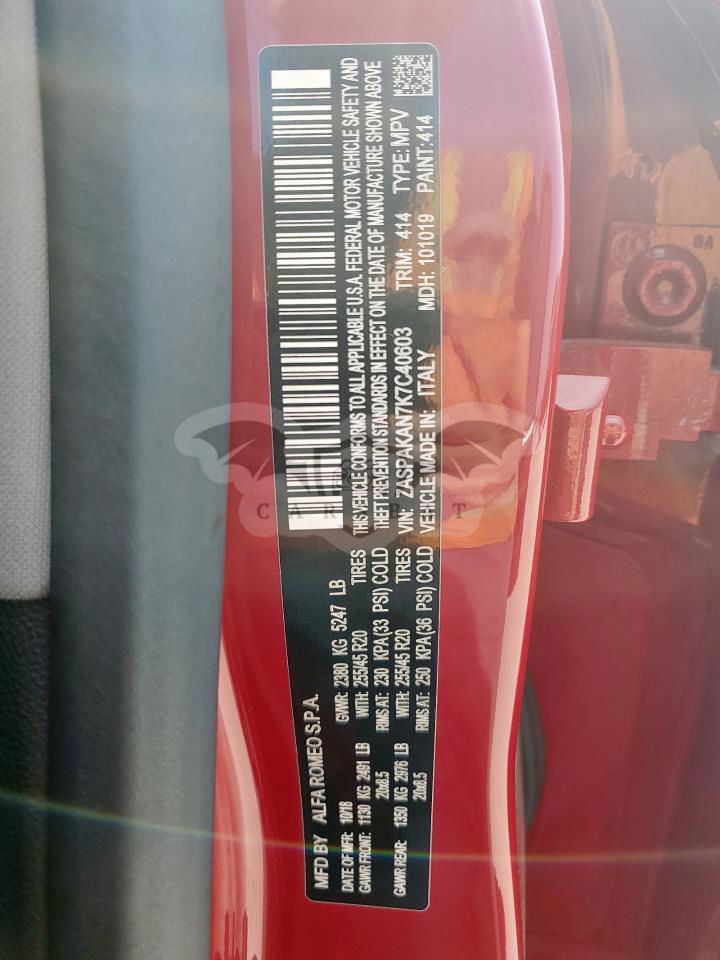 MFD BY ALFA ROMEO S.P.A.
DATE OF MFR: 10/18 GVWR: 2380 KG 5247 LB
GAWR FRONT: 1130 KG 2491 LB WITH: 255/45 R20 TIRES
20x8.5 RIMS AT: 230 KPA(33 PSI) COLD
GAWR REAR: 1350 KG 2976 LB WITH: 255/45 R20 TIRES
20x8.5 RIMS AT: 250 KPA(36 PSI) COLD
THIS VEHICLE CONFORMS TO ALL APPLICABLE U.S.A. FEDERAL MOTOR VEHICLE SAFETY AND
THEFT PREVENTION STANDARDS IN EFFECT ON THE DATE OF MANUFACTURE SHOWN ABOVE
VIN: ZASPAKAN7K7C40603 TRIM: 414 TYPE: MPV
VEHICLE MADE IN: ITALY MDH: 101019 PAINT: 414